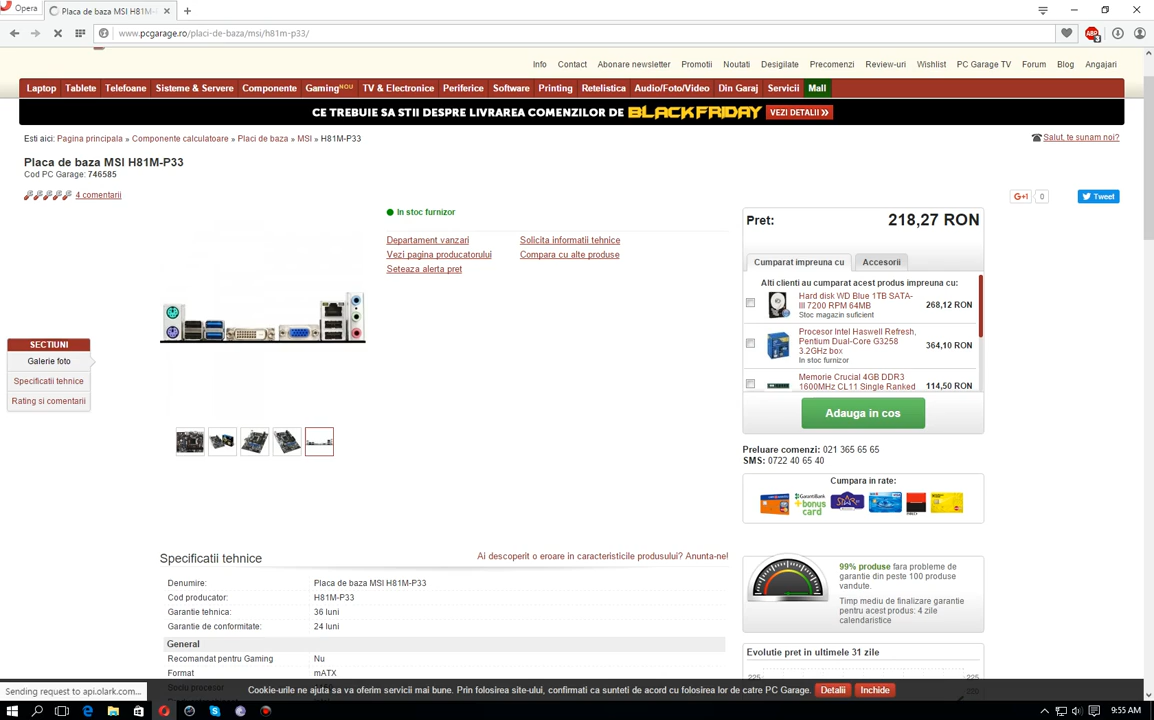 Opera
Placa de baza MSI H81M-P
www.pcgarage.ro/placi-de-baza/msi/h81m-p33/
ABP
3
Info Contact Abonare newsletter Promotii Noutati Desigilate Precomenzi Review-uri Wishlist PC Garage TV Forum Blog Angajari
Laptop Tablete Telefoane Sisteme & Servere Componente Gaming NOU TV & Electronice Periferice Software Printing Retelistica Audio/Foto/Video Din Garaj Servicii Mall
CE TREBUIE SA STII DESPRE LIVRAREA COMENZILOR DE BLACK FRIDAY VEZI DETALII »
Esti aici: Pagina principala » Componente calculatoare » Placi de baza » MSI » H81M-P33
Salut, te sunam noi?
Placa de baza MSI H81M-P33
Cod PC Garage: 746585
4 comentarii
G+1 0 Tweet
In stoc furnizor
Departament vanzari Solicita informatii tehnice
Vezi pagina producatorului Compara cu alte produse
Seteaza alerta pret
Pret: 218,27 RON
Cumparat impreuna cu Accesorii
Alti clienti au cumparat acest produs impreuna cu:
Hard disk WD Blue 1TB SATA-
III 7200 RPM 64MB 268,12 RON
Stoc magazin suficient
Procesor Intel Haswell Refresh,
Pentium Dual-Core G3258 364,10 RON
3.2GHz box
In stoc furnizor
Memorie Crucial 4GB DDR3
1600MHz CL11 Single Ranked 114,50 RON
Adauga in cos
SECTIUNI
Galerie foto
Specificatii tehnice
Rating si comentarii
Preluare comenzi: 021 365 65 65
SMS: 0722 40 65 40
Cumpara in rate:
GarantiBank
+bonus
card
STAR
Specificatii tehnice
Ai descoperit o eroare in caracteristicile produsului? Anunta-ne!
Denumire: Placa de baza MSI H81M-P33
Cod producator: H81M-P33
Garantie tehnica: 36 luni
Garantie de conformitate: 24 luni
General
Recomandat pentru Gaming Nu
Format mATX
99% produse fara probleme de
garantie din peste 100 produse
vandute.
Timp mediu de finalizare garantie
pentru acest produs: 4 zile
calendaristice
Evolutie pret in ultimele 31 zile
225 225
Sending request to api.olark.com...
Cookie-urile ne ajuta sa va oferim servicii mai bune. Prin folosirea site-ului, confirmati ca sunteti de acord cu folosirea lor de catre PC Garage. Detalii Inchide
9:55 AM